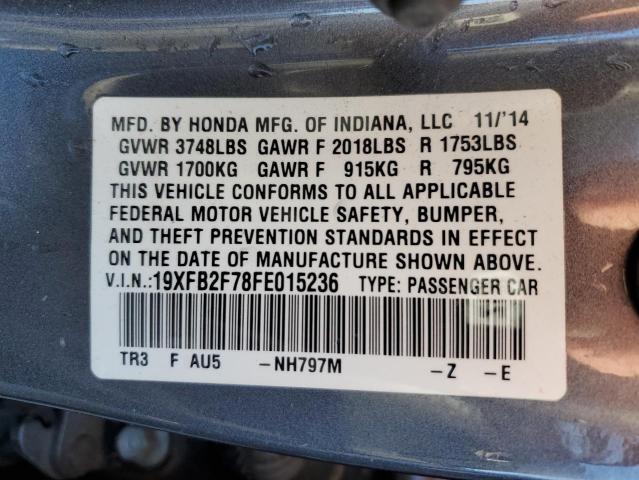 MFD. BY HONDA MFG. OF INDIANA, LLC 11/'14
GVWR 3748LBS GAWR F 2018LBS R 1753LBS
GVWR 1700KG GAWR F 915KG R 795KG
THIS VEHICLE CONFORMS TO ALL APPLICABLE
FEDERAL MOTOR VEHICLE SAFETY, BUMPER,
AND THEFT PREVENTION STANDARDS IN EFFECT
ON THE DATE OF MANUFACTURE SHOWN ABOVE.
V.I.N.:19XFB2F78FE015236 TYPE: PASSENGER CAR
TR3 F AU5 -NH797M -Z -E